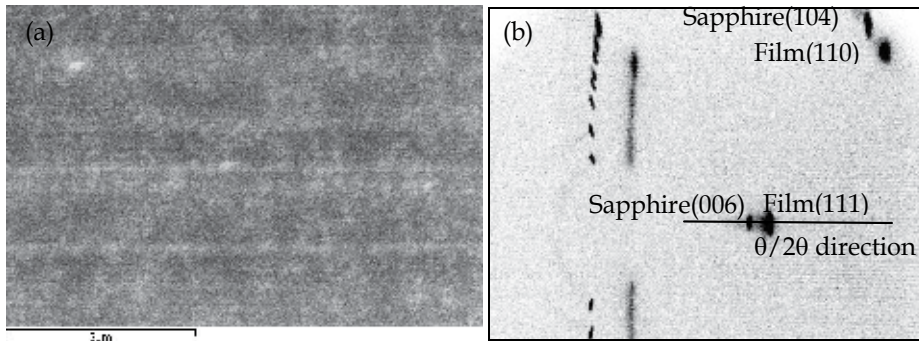 (a)
(b)
Sapphire(104)
Film(110)
Sapphire(006) Film(111)
θ/2θ direction